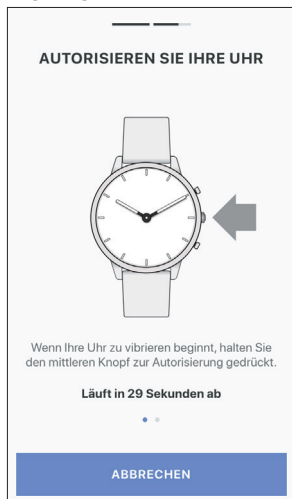 AUTORISIEREN SIE IHRE UHR
Wenn Ihre Uhr zu vibrieren beginnt, halten Sie
den mittleren Knopf zur Autorisierung gedrückt.
Läuft in 29 Sekunden ab
ABBRECHEN